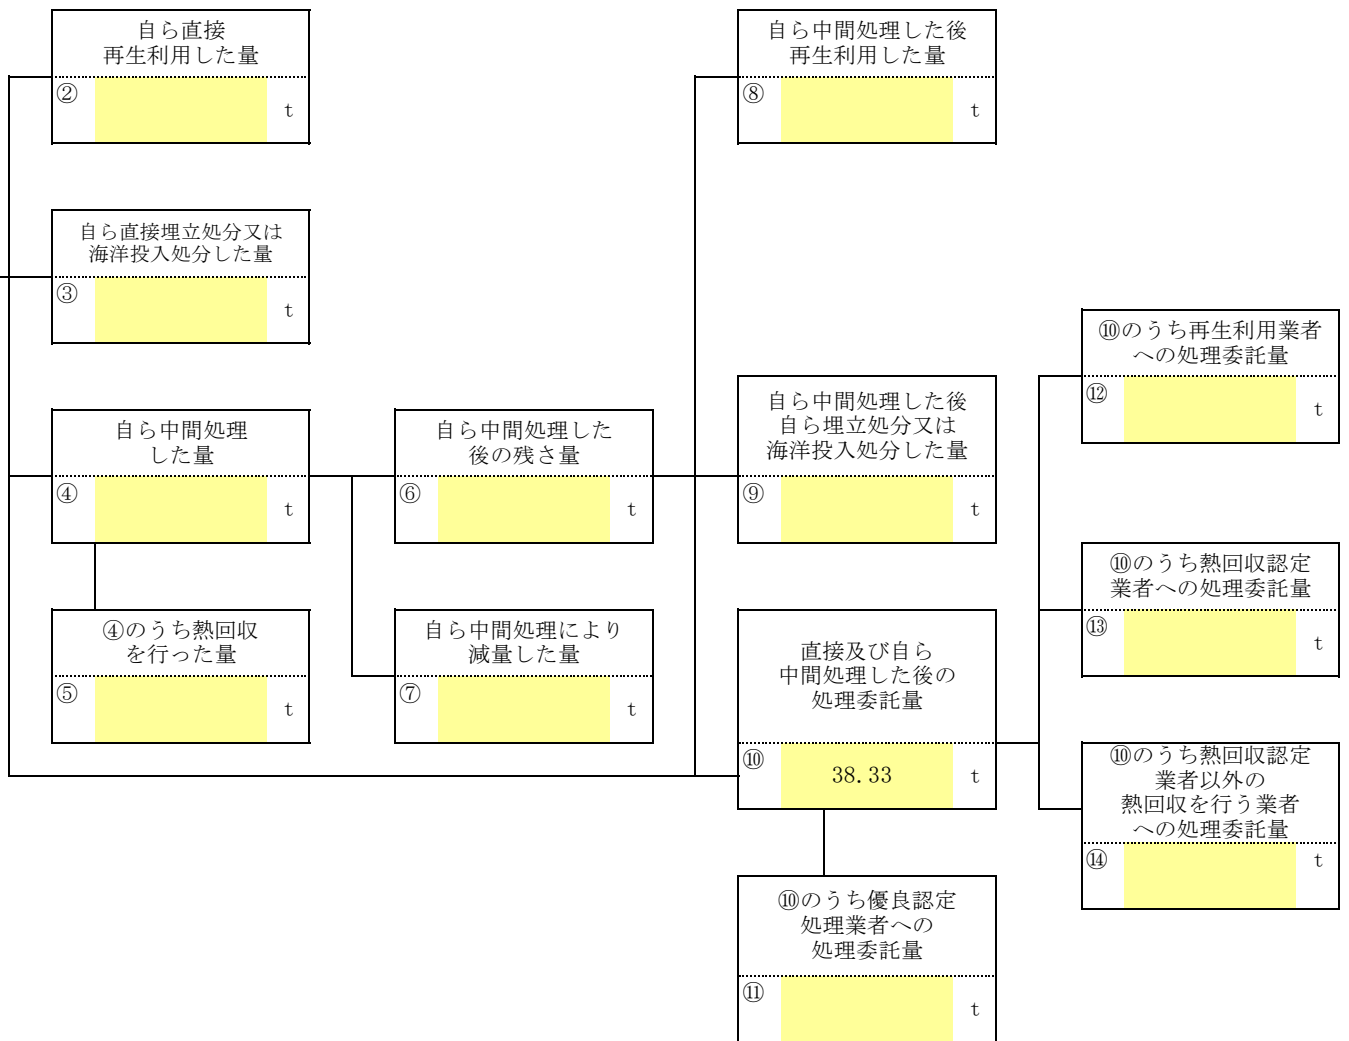 自ら直接
再生利用した量
② t
自ら中間処理した後
再生利用した量
⑧ t
自ら直接埋立処分又は
海洋投入処分した量
③ t
⑩のうち再生利用業者
への処理委託量
⑫ t
自ら中間処理
した量
④ t
自ら中間処理した
後の残さ量
⑥ t
自ら中間処理した後
自ら埋立処分又は
海洋投入処分した量
⑨ t
⑩のうち熱回収認定
業者への処理委託量
⑬ t
④のうち熱回収
を行った量
⑤ t
自ら中間処理により
減量した量
⑦ t
直接及び自ら
中間処理した後の
処理委託量
⑩ 38.33 t
⑩のうち熱回収認定
業者以外の
熱回収を行う業者
への処理委託量
⑭ t
⑩のうち優良認定
処理業者への
処理委託量
⑪ t